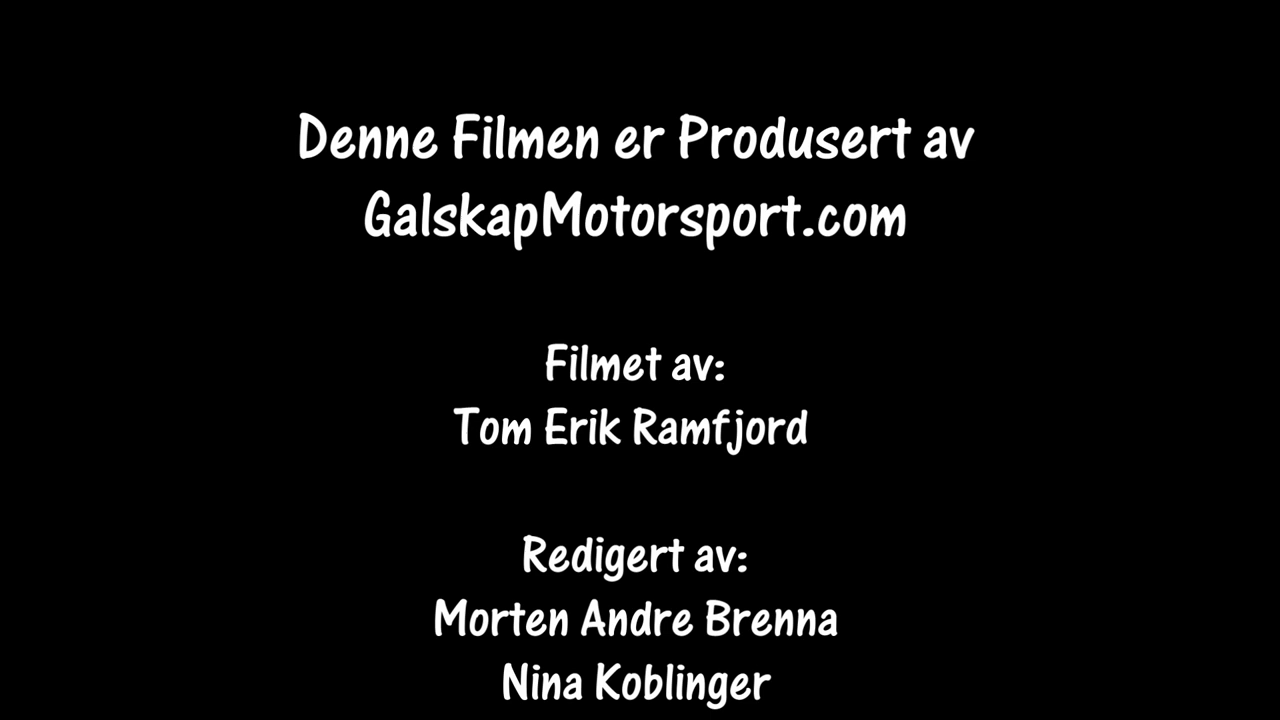 Denne Filmen er Produsert av
GalskapMotorsport.com
Filmet av:
Tom Erik Ramfjord
Redigert av:
Morten Andre Brenna
Nina Koblinger